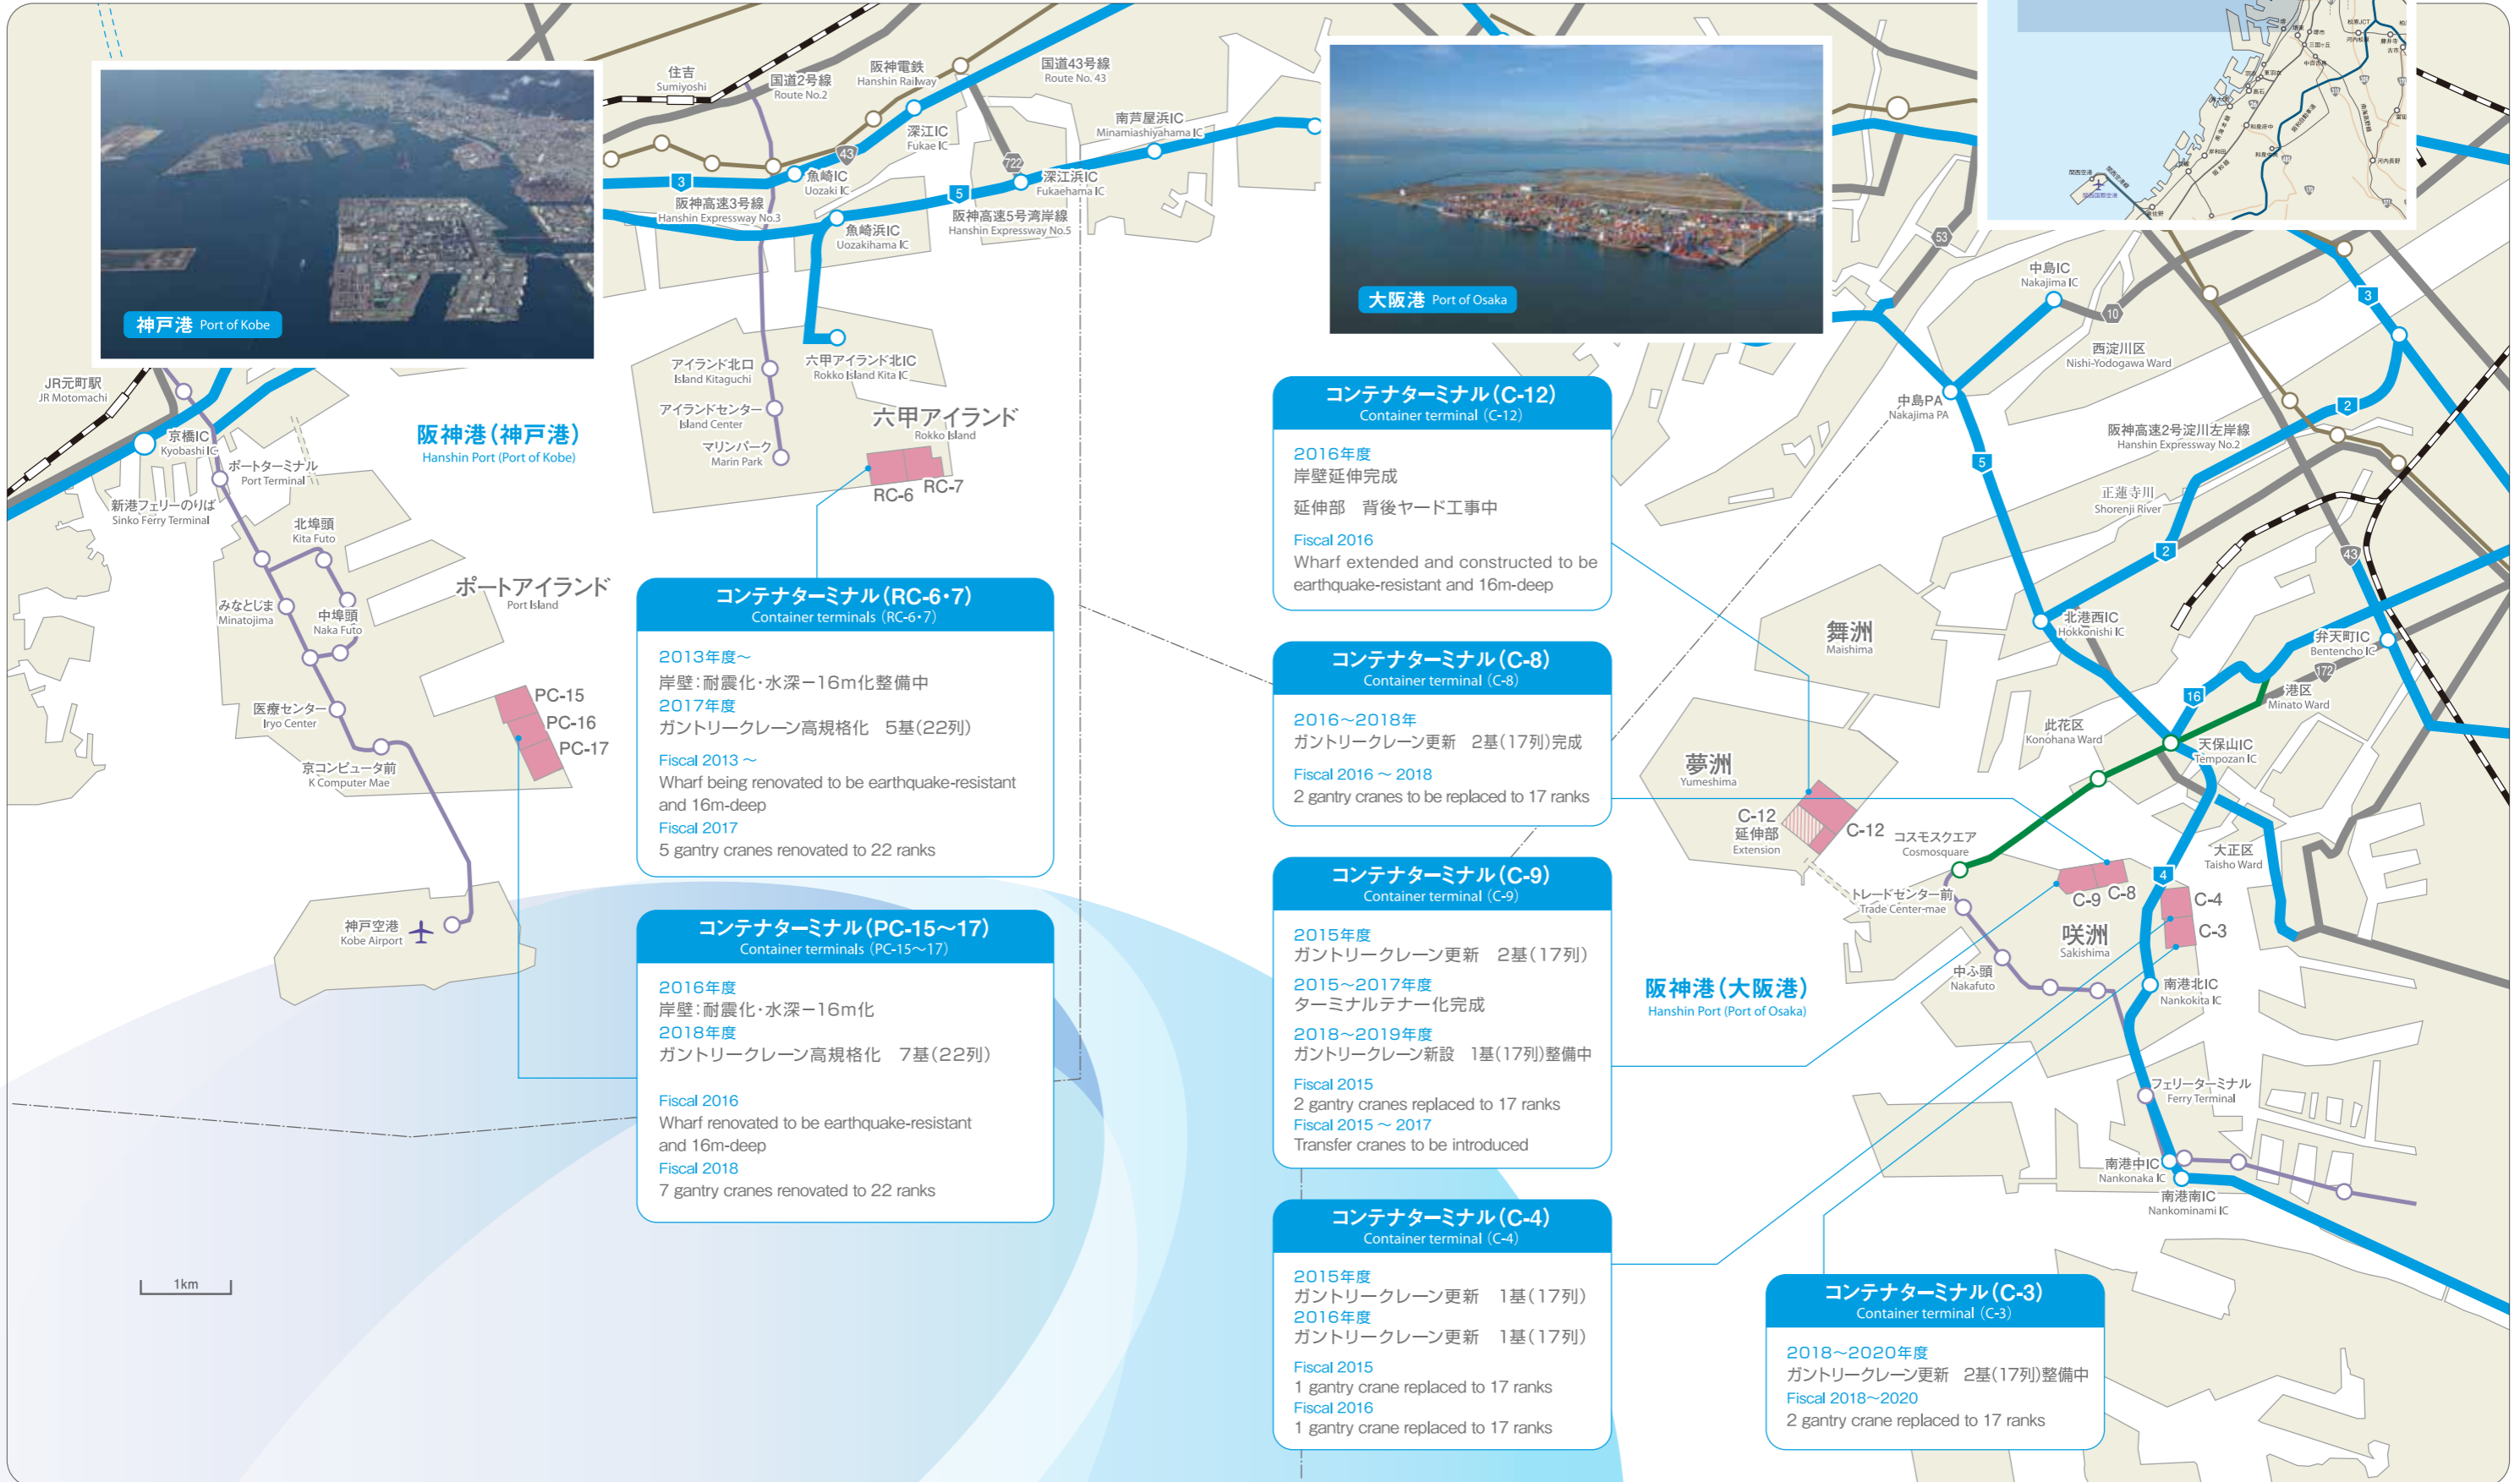 神戸港 Port of Kobe
住吉
Sumiyoshi
国道2号線
Route No.2
阪神電鉄
Hanshin Railway
国道43号線
Route No. 43
深江IC
Fukae IC
南芦屋浜IC
Minamiashiyahama IC
43
722
3
魚崎IC
Uozaki IC
深江浜IC
Fukaehama IC
5
阪神高速3号線
Hanshin Expressway No.3
阪神高速5号湾岸線
Hanshin Expressway No.5
魚崎浜IC
Uozakihama IC
アイランド北口
Island Kitaguchi
六甲アイランド北IC
Rokko Island Kita IC
アイランドセンター
Island Center
マリンパーク
Marin Park
六甲アイランド
Rokko Island
RC-6
RC-7
JR元町駅
JR Motomachi
京橋IC
Kyobashi IC
ポートターミナル
Port Terminal
新港フェリーのりば
Sinko Ferry Terminal
阪神港(神戸港)
Hanshin Port (Port of Kobe)
北埠頭
Kita Futo
みなとじま
Minatojima
中埠頭
Naka Futo
ポートアイランド
Port Island
PC-15
PC-16
PC-17
医療センター
Iryo Center
京コンピュータ前
K Computer Mae
神戸空港
Kobe Airport
1km
コンテナターミナル(RC-6・7)
Container terminals (RC-6・7)
2013年度〜
岸壁:耐震化・水深−16m化整備中
2017年度
ガントリークレーン高規格化 5基(22列)
Fiscal 2013 〜
Wharf being renovated to be earthquake-resistant
and 16m-deep
Fiscal 2017
5 gantry cranes renovated to 22 ranks
コンテナターミナル(PC-15〜17)
Container terminals (PC-15〜17)
2016年度
岸壁:耐震化・水深−16m化
2018年度
ガントリークレーン高規格化 7基(22列)
Fiscal 2016
Wharf renovated to be earthquake-resistant
and 16m-deep
Fiscal 2018
7 gantry cranes renovated to 22 ranks
大阪港 Port of Osaka
コンテナターミナル(C-12)
Container terminal (C-12)
2016年度
岸壁延伸完成
延伸部 背後ヤード工事中
Fiscal 2016
Wharf extended and constructed to be
earthquake-resistant and 16m-deep
コンテナターミナル(C-8)
Container terminal (C-8)
2016〜2018年
ガントリークレーン更新 2基(17列)完成
Fiscal 2016 〜 2018
2 gantry cranes to be replaced to 17 ranks
コンテナターミナル(C-9)
Container terminal (C-9)
2015年度
ガントリークレーン更新 2基(17列)
2015〜2017年度
ターミナルテナー化完成
2018〜2019年度
ガントリークレーン新設 1基(17列)整備中
Fiscal 2015
2 gantry cranes replaced to 17 ranks
Fiscal 2015 〜 2017
Transfer cranes to be introduced
コンテナターミナル(C-4)
Container terminal (C-4)
2015年度
ガントリークレーン更新 1基(17列)
2016年度
ガントリークレーン更新 1基(17列)
Fiscal 2015
1 gantry crane replaced to 17 ranks
Fiscal 2016
1 gantry crane replaced to 17 ranks
コンテナターミナル(C-3)
Container terminal (C-3)
2018〜2020年度
ガントリークレーン更新 2基(17列)整備中
Fiscal 2018〜2020
2 gantry crane replaced to 17 ranks
53
中島IC
Nakajima IC
10
3
西淀川区
Nishi-Yodogawa Ward
中島PA
Nakajima PA
2
阪神高速2号淀川左岸線
Hanshin Expressway No.2
5
正蓮寺川
Shorenji River
2
43
北港西IC
Hokkonishi IC
弁天町IC
Bentencho IC
172
16
港区
Minato Ward
舞洲
Maishima
此花区
Konohana Ward
天保山IC
Tempozan IC
夢洲
Yumeshima
C-12
延伸部
Extension
C-12
コスモスクエア
Cosmosquare
大正区
Taisho Ward
4
トレードセンター前
Trade Center-mae
C-9
C-8
C-4
C-3
咲洲
Sakishima
中ふ頭
Nakafuto
南港北IC
Nankokita IC
阪神港(大阪港)
Hanshin Port (Port of Osaka)
フェリーターミナル
Ferry Terminal
南港中IC
Nankonaka IC
南港南IC
Nankominami IC